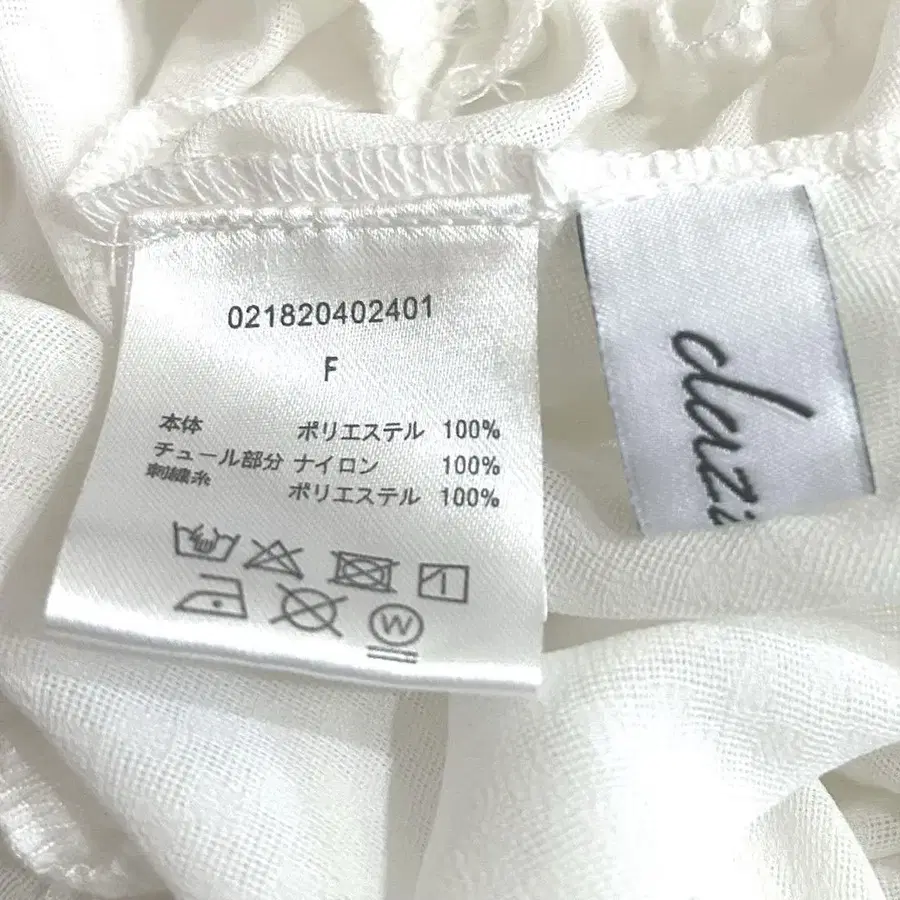 021820402401
F
本体 ポリエステル 100%
チュール部分 ナイロン 100%
刺繍糸 ポリエステル 100%
W
dazi